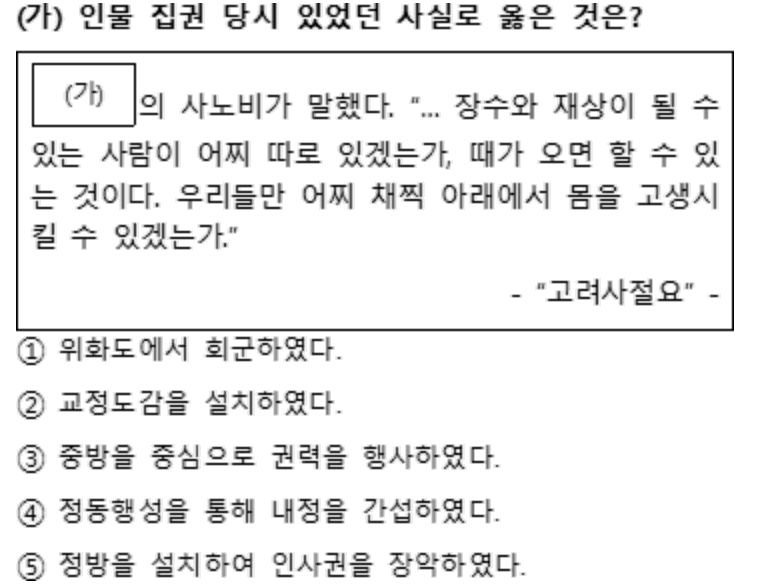 (가) 인물 집권 당시 있었던 사실로 옳은 것은?
(가)의 사노비가 말했다. "... 장수와 재상이 될 수
있는 사람이 어찌 따로 있겠는가, 때가 오면 할 수 있
는 것이다. 우리들만 어찌 채찍 아래에서 몸을 고생시
킬 수 있겠는가."
- "고려사절요" -
① 위화도에서 회군하였다.
② 교정도감을 설치하였다.
③ 중방을 중심으로 권력을 행사하였다.
④ 정동행성을 통해 내정을 간섭하였다.
⑤ 정방을 설치하여 인사권을 장악하였다.